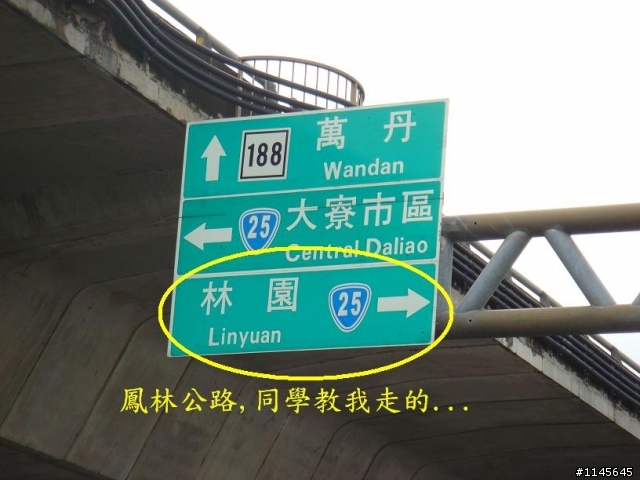 188 萬丹
Wandan
25 大寮市區
Central Daliao
林園 25
Linyuan
鳳林公路,同學教我走的...
#1145645